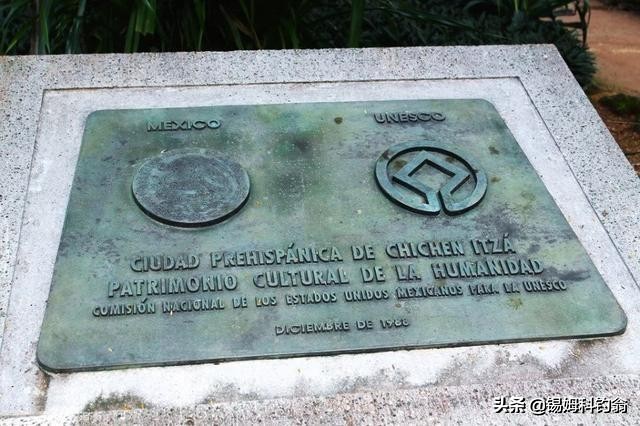 MEXICO
UNESCO
CIUDAD PREHISPÁNICA DE CHICHEN ITZÁ
PATRIMONIO CULTURAL DE LA HUMANIDAD
COMISIÓN NACIONAL DE LOS ESTADOS UNIDOS MEXICANOS PARA LA UNESCO
DICIEMBRE DE 1988
头条 @锡姆科钓翁